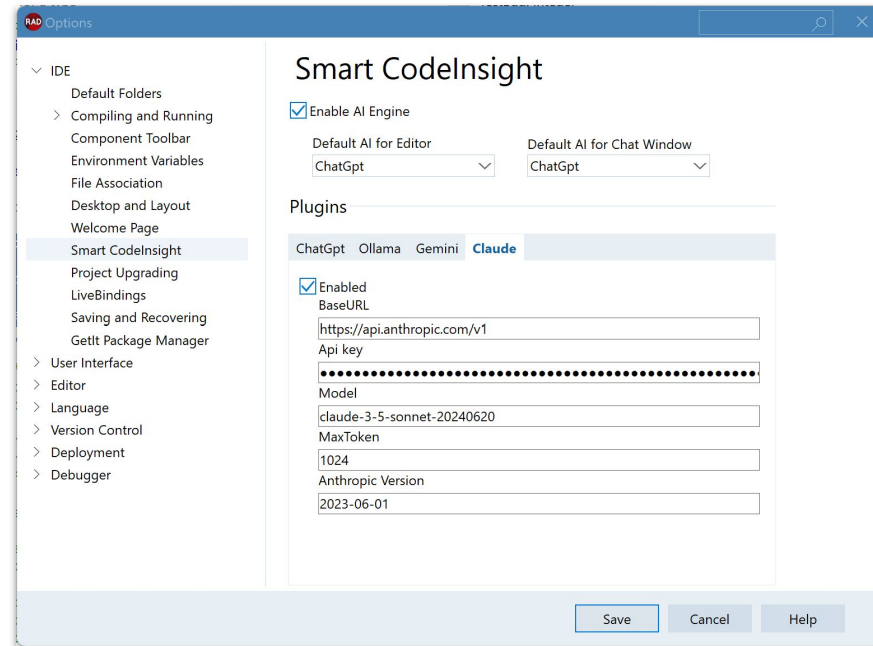 RAD Options
IDE
Default Folders
Compiling and Running
Component Toolbar
Environment Variables
File Association
Desktop and Layout
Welcome Page
Smart CodeInsight
Project Upgrading
LiveBindings
Saving and Recovering
GetIt Package Manager
User Interface
Editor
Language
Version Control
Deployment
Debugger
Smart CodeInsight
Enable AI Engine
Default AI for Editor
Default AI for Chat Window
ChatGpt
ChatGpt
Plugins
ChatGpt Ollama Gemini Claude
Enabled
BaseURL
https://api.anthropic.com/v1
Api key
Model
claude-3-5-sonnet-20240620
MaxToken
1024
Anthropic Version
2023-06-01
Save Cancel Help